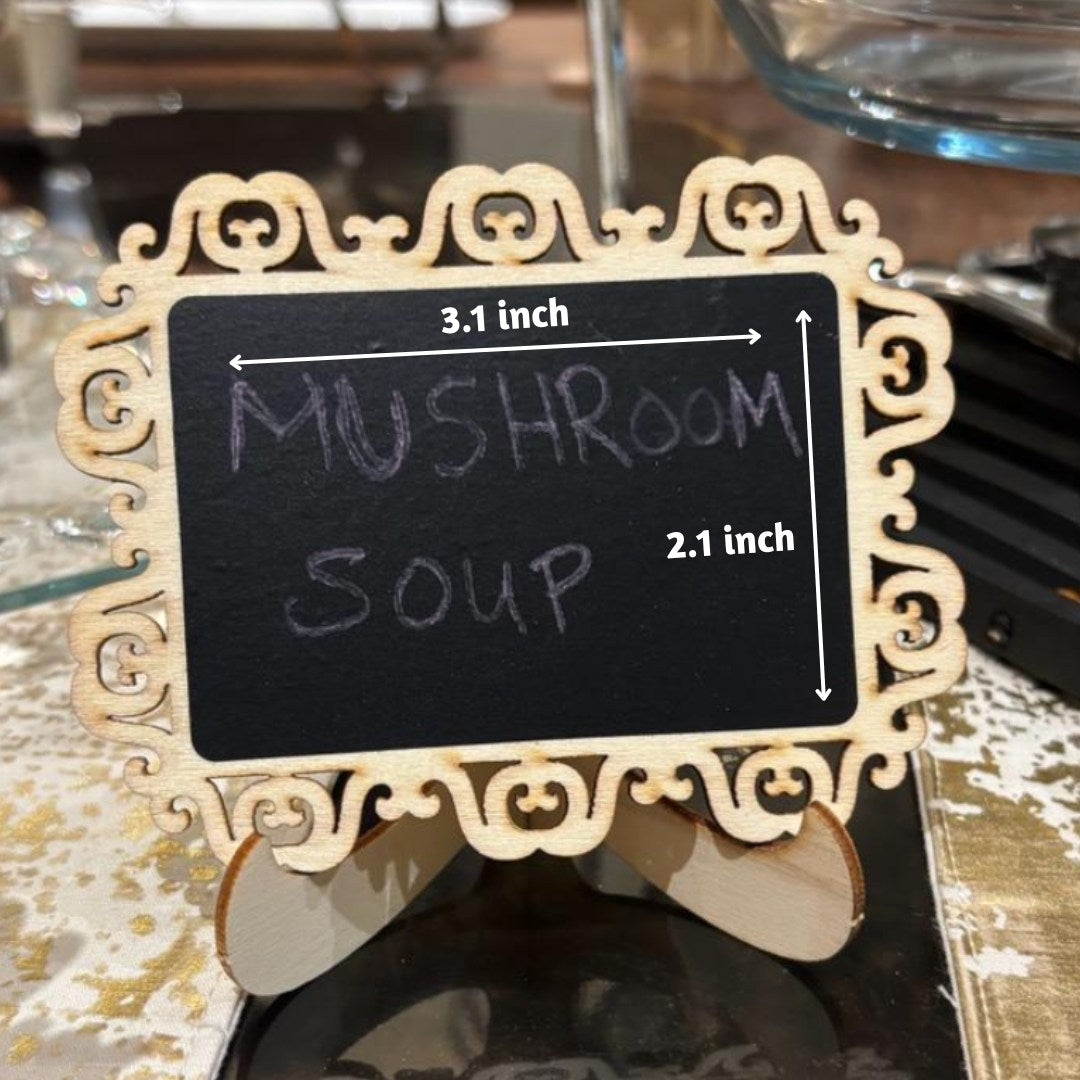 3.1 inch
MUSHROOM
2.1 inch
SOUP